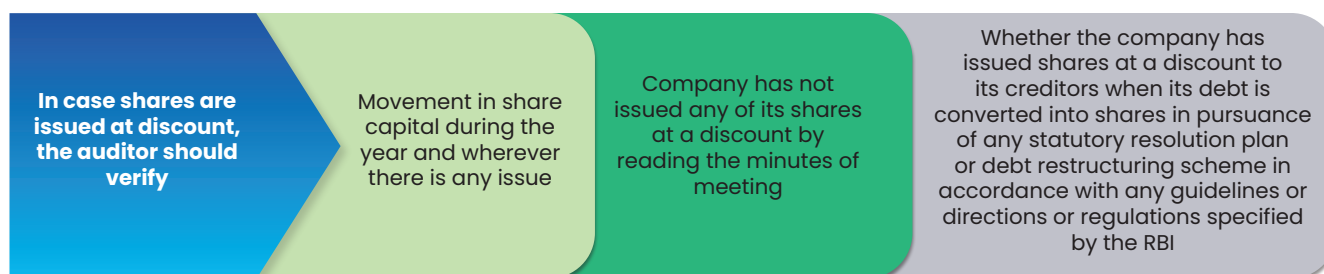 In case shares are
issued at discount,
the auditor should
verify
Movement in share
capital during the
year and wherever
there is any issue
Company has not
issued any of its shares
at a discount by
reading the minutes of
meeting
Whether the company has
issued shares at a discount to
its creditors when its debt is
converted into shares in pursuance
of any statutory resolution plan
or debt restructuring scheme in
accordance with any guidelines or
directions or regulations specified
by the RBI